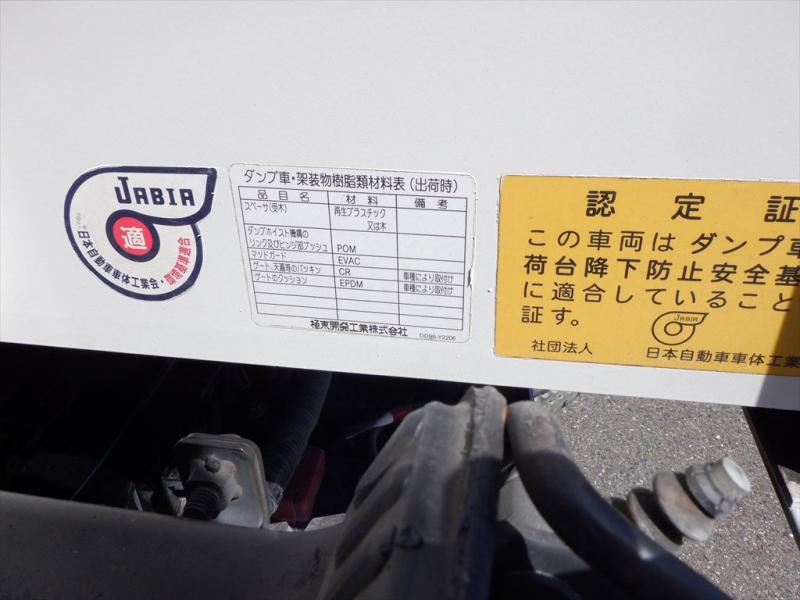 JABIA
適
日本自動車車体工業会・環境基準適合
ダンプ車・架装物樹脂類材料表（出荷時）
品目名 材料 備考
スペーサ(受木) 再生プラスチック
又は木
ダンプホイスト機構の
リンク及びヒンジ部ブッシュ POM
マッドガード EVAC
ゲート、天蓋等のパッキン CR 車種により取付け
ゲートのクッション EPDM 車種により取付け
極東開発工業株式会社
DD98-Y2206
認定証
この車両はダンプ車
荷台降下防止安全基
に適合していること
証す。
JABIA
社団法人 日本自動車車体工業